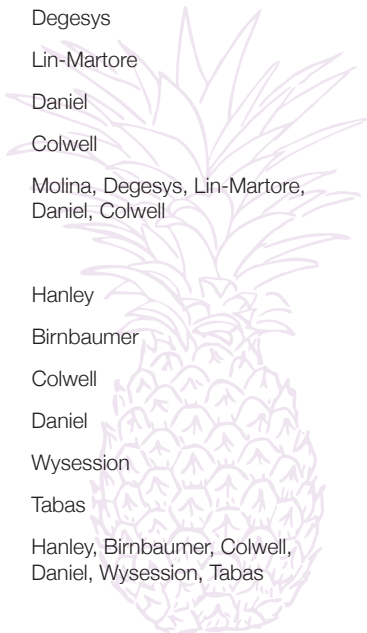 Degesys
Lin-Martore
Daniel
Colwell
Molina, Degesys, Lin-Martore,
Daniel, Colwell
Hanley
Birnbaumer
Colwell
Daniel
Wysession
Tabas
Hanley, Birnbaumer, Colwell,
Daniel, Wysession, Tabas